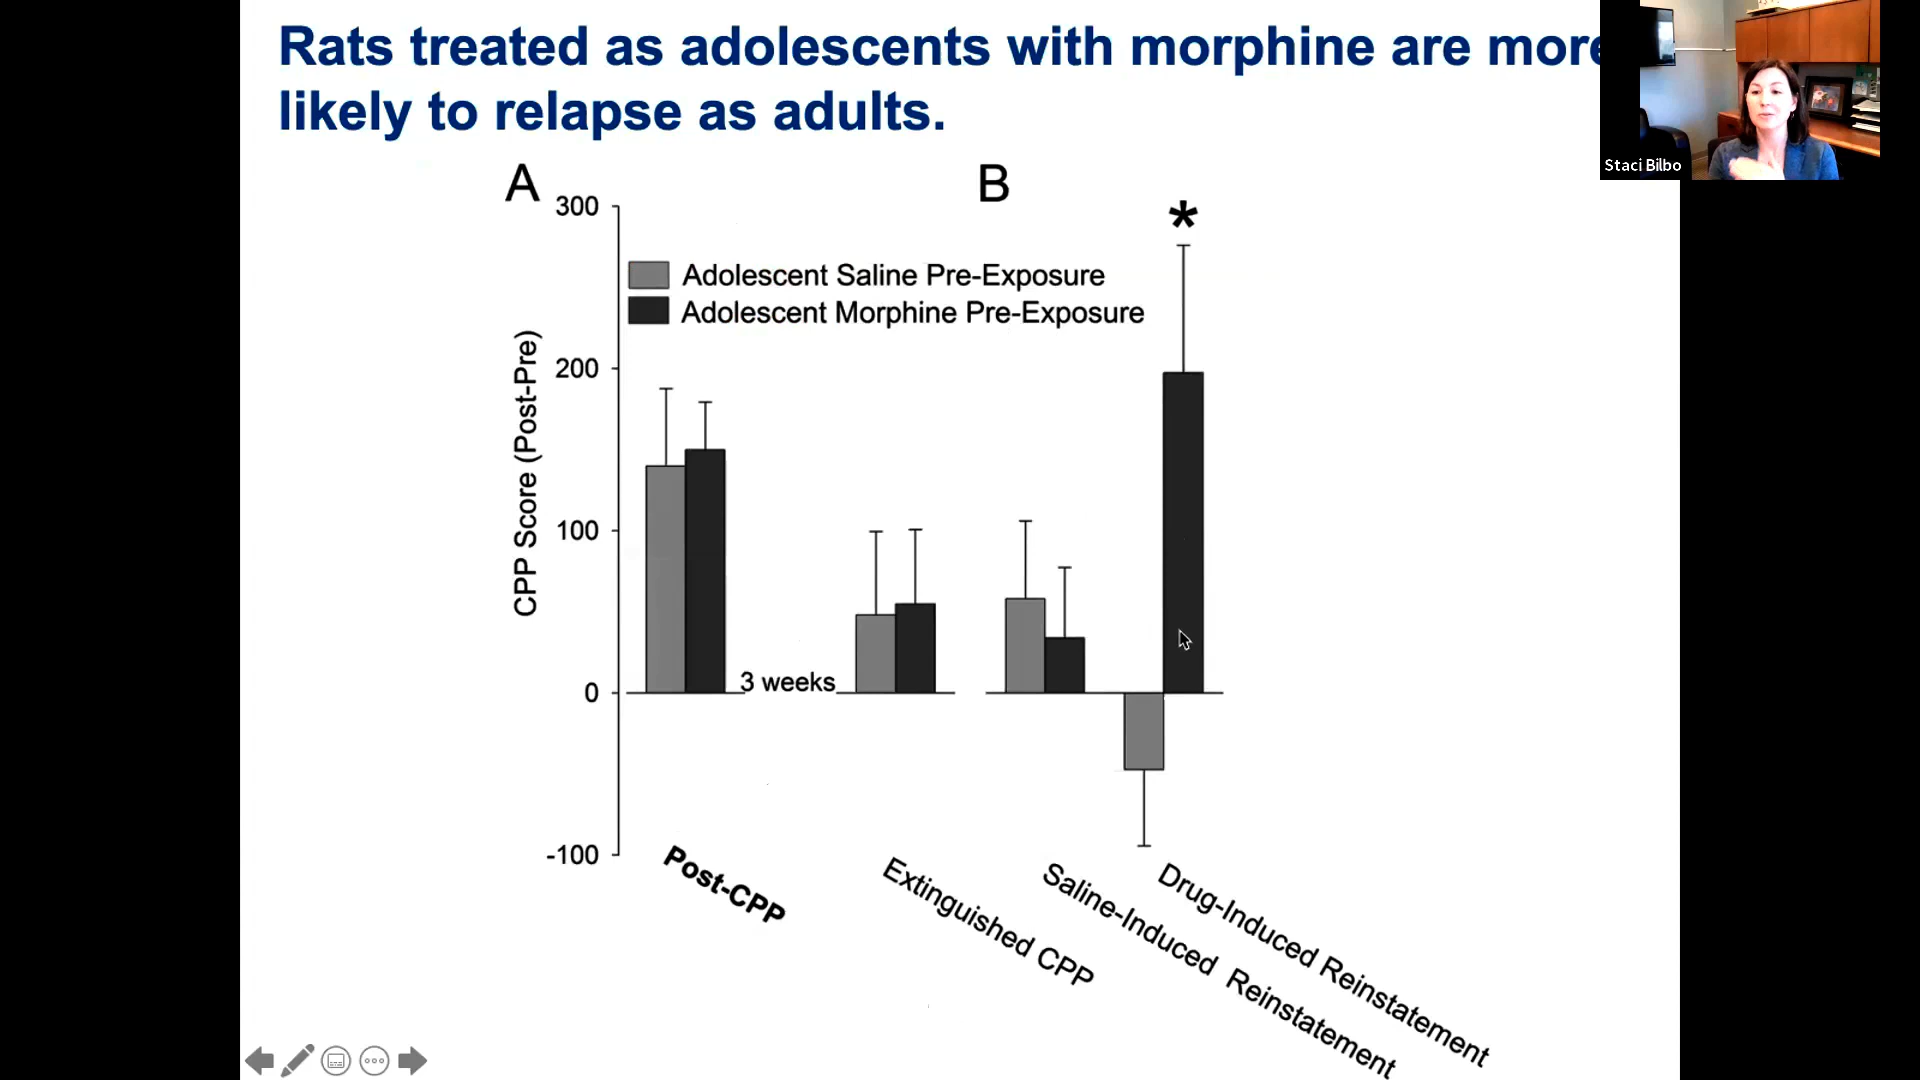 Rats treated as adolescents with morphine are more
likely to relapse as adults.
Staci Bilbo
A
B
*
300
200
100
0
-100
CPP Score (Post-Pre)
Adolescent Saline Pre-Exposure
Adolescent Morphine Pre-Exposure
3 weeks
Post-CPP
Extinguished CPP
Saline-Induced Reinstatement
Drug-Induced Reinstatement